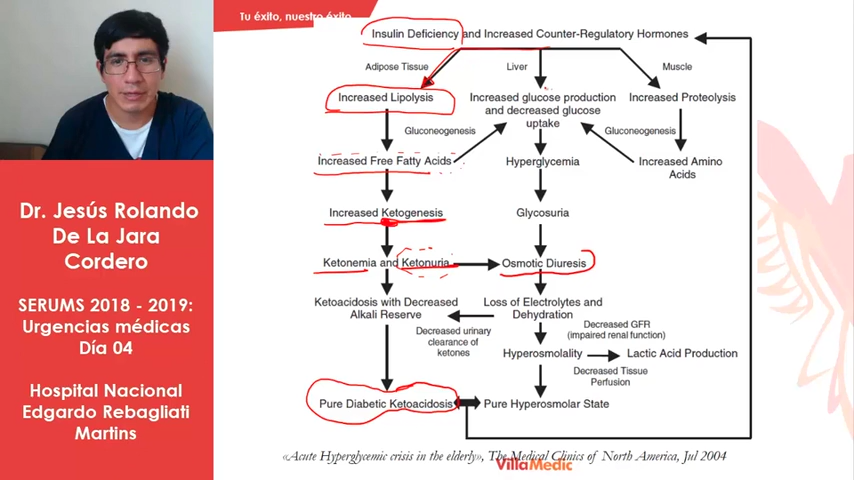 Tu éxito, nuestro éxito
Dr. Jesús Rolando
De La Jara
Cordero
SERUMS 2018 - 2019:
Urgencias médicas
Día 04
Hospital Nacional
Edgardo Rebagliati
Martins
Insulin Deficiency and Increased Counter-Regulatory Hormones
Adipose Tissue
Liver
Muscle
Increased Lipolysis
Increased glucose production
and decreased glucose
uptake
Increased Proteolysis
Gluconeogenesis
Gluconeogenesis
Increased Free Fatty Acids
Hyperglycemia
Increased Amino
Acids
Increased Ketogenesis
Glycosuria
Ketonemia and Ketonuria
Osmotic Diuresis
Ketoacidosis with Decreased
Alkali Reserve
Loss of Electrolytes and
Dehydration
Decreased urinary
clearance of
ketones
Decreased GFR
(impaired renal function)
Hyperosmolality
Lactic Acid Production
Decreased Tissue
Perfusion
Pure Diabetic Ketoacidosis
Pure Hyperosmolar State
«Acute Hyperglycemic crisis in the elderly», The Medical Clinics of North America, Jul 2004
VillaMedic